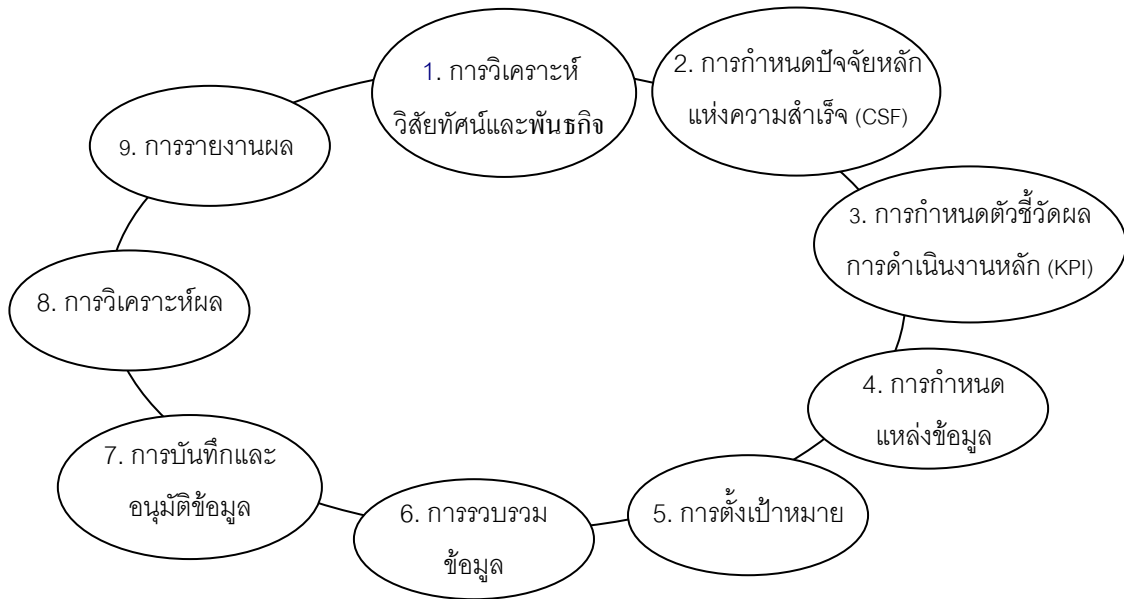 1. การวิเคราะห์
วิสัยทัศน์และพันธกิจ
2. การกำหนดปัจจัยหลัก
แห่งความสำเร็จ (CSF)
3. การกำหนดตัวชี้วัดผล
การดำเนินงานหลัก (KPI)
4. การกำหนด
แหล่งข้อมูล
5. การตั้งเป้าหมาย
6. การรวบรวม
ข้อมูล
7. การบันทึกและ
อนุมัติข้อมูล
8. การวิเคราะห์ผล
9. การรายงานผล